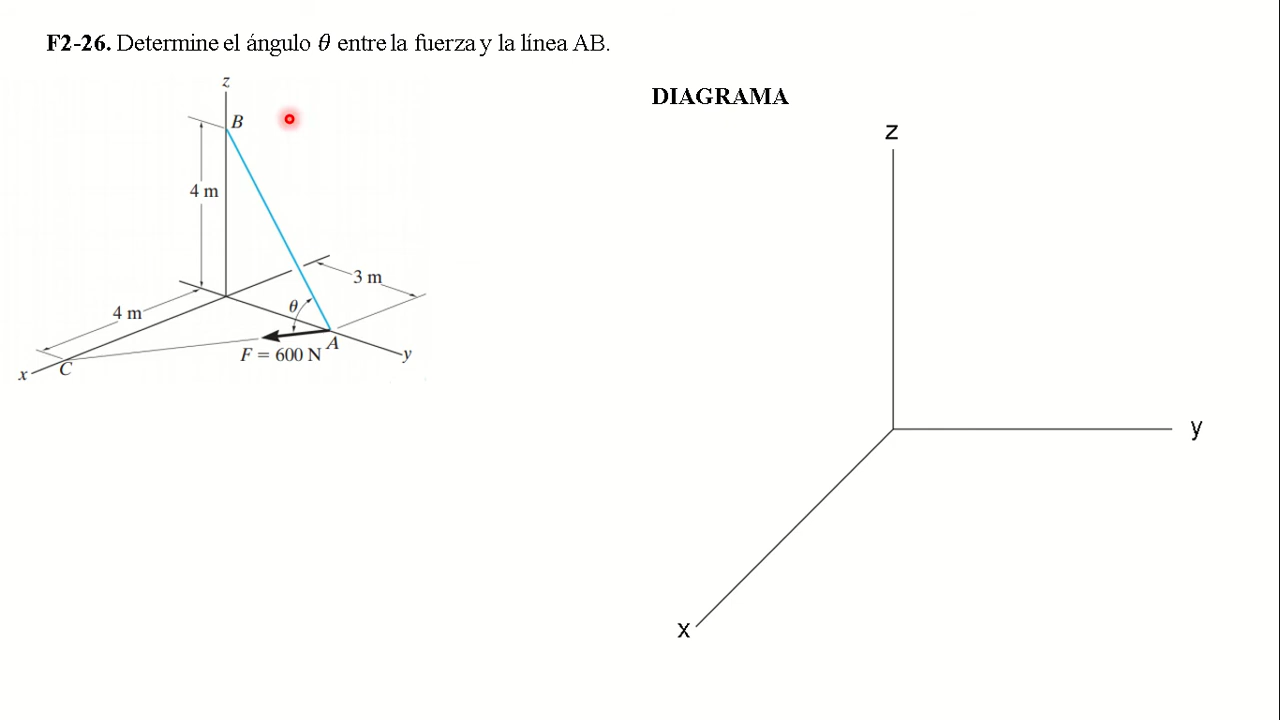 F2-26. Determine el ángulo θ entre la fuerza y la línea AB.
DIAGRAMA
z
B
4 m
3 m
4 m
θ
F = 600 N
A
y
x
C
z
y
x